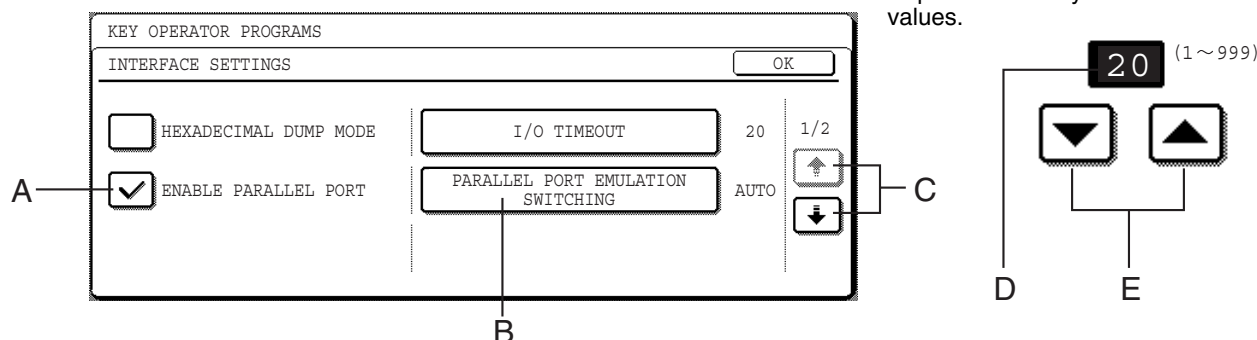 values.
KEY OPERATOR PROGRAMS
INTERFACE SETTINGS
OK
HEXADECIMAL DUMP MODE
I/O TIMEOUT
20
1/2
ENABLE PARALLEL PORT
PARALLEL PORT EMULATION
SWITCHING
AUTO
A
B
C
20
(1~999)
D
E